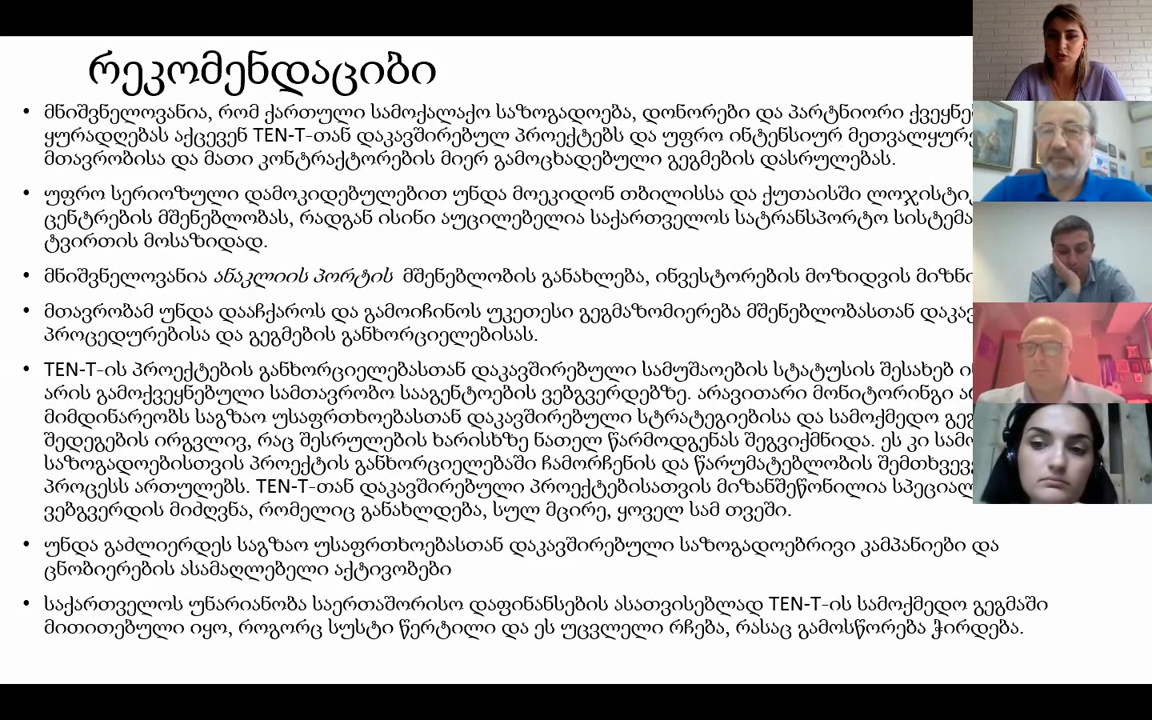 რეკომენდაციბი
• მნიშვნელოვანია, რომ ქართული სამოქალაქო საზოგადოება, დონორები და პარტნიორი
ყურადღებას აქცევენ TEN-T-თან დაკავშირებულ პროექტებს და უფრო ინტენსიურ
მთავრობისა და მათი კონტრაქტორების მიერ გამოცხადებული გეგმების დასრულებას.
• უფრო სერიოზული დამოკიდებულებით უნდა მოეკიდონ თბილისსა და ქუთაისში
ცენტრების მშენებლობას, რადგან ისინი აუცილებელია საქართველოს სატრანსპორტო
ტვირთის მოსაზიდად.
• მნიშვნელოვანია ანაკლიის პორტის მშენებლობის განახლება, ინვესტორების მოზიდვის
• მთავრობამ უნდა დააჩქაროს და გამოიჩინოს უკეთესი გეგმაზომიერება მშენებლობასთან
პროცედურებისა და გეგმების განხორციელებისას.
• TEN-T-ის პროექტების განხორციელებასთან დაკავშირებული სამუშაოების სტატუსის შესახებ
არის გამოქვეყნებული სამთავრობო სააგენტოების ვებგვერდებზე. არავითარი მონიტორინგი
მიმდინარეობს საგზაო უსაფრთხოებასთან დაკავშირებული სტრატეგიებისა და სამოქმედო
შედეგების ირგვლივ, რაც შესრულების ხარისხზე ნათელ წარმოდგენას შეგვიქმნიდა. ეს კი
საზოგადოებისთვის პროექტის განხორციელებაში ჩამორჩენის და წარუმატებლობის
პროცესს ართულებს. TEN-T-თან დაკავშირებული პროექტებისათვის მიზანშეწონილია
ვებგვერდის მიძღვნა, რომელიც განახლდება, სულ მცირე, ყოველ სამ თვეში.
• უნდა გაძლიერდეს საგზაო უსაფრთხოებასთან დაკავშირებული საზოგადოებრივი კამპანიები და
ცნობიერების ასამაღლებელი აქტივობები
• საქართველოს უნარიანობა საერთაშორისო დაფინანსების ასათვისებლად TEN-T-ის სამოქმედო გეგმაში
მითითებული იყო, როგორც სუსტი წერტილი და ეს უცვლელი რჩება, რასაც გამოსწორება ჭირდება.